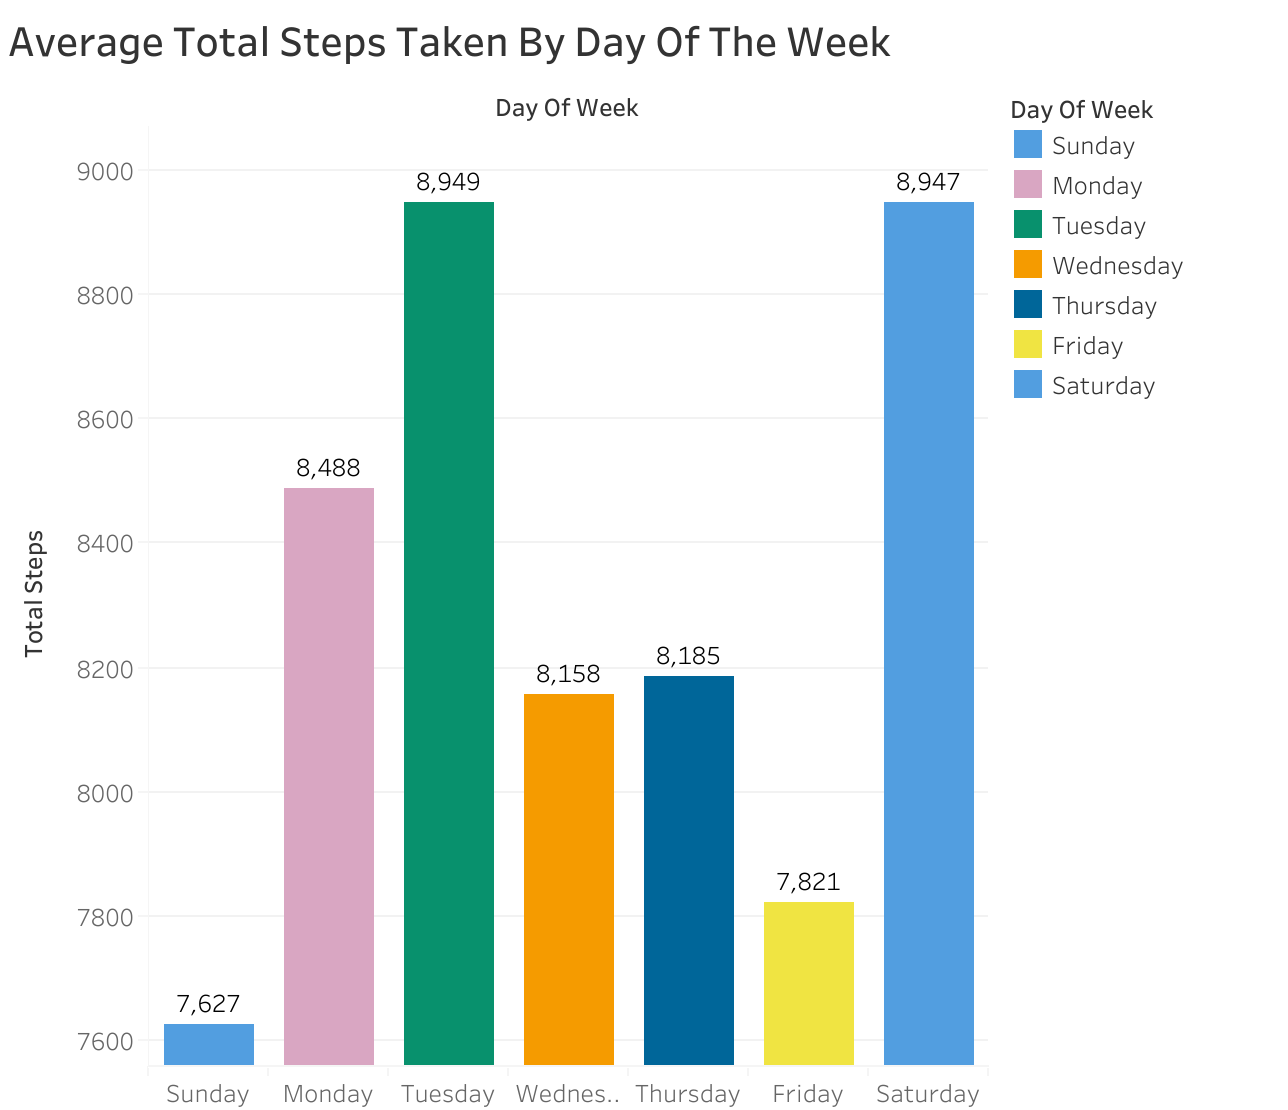 Average Total Steps Taken By Day Of The Week
Day Of Week
Day Of Week
Sunday
Monday
Tuesday
Wednesday
Thursday
Friday
Saturday
Total Steps
9000
8800
8600
8400
8200
8000
7800
7600
7,627
8,488
8,949
8,158
8,185
7,821
8,947
Sunday
Monday
Tuesday
Wednes..
Thursday
Friday
Saturday